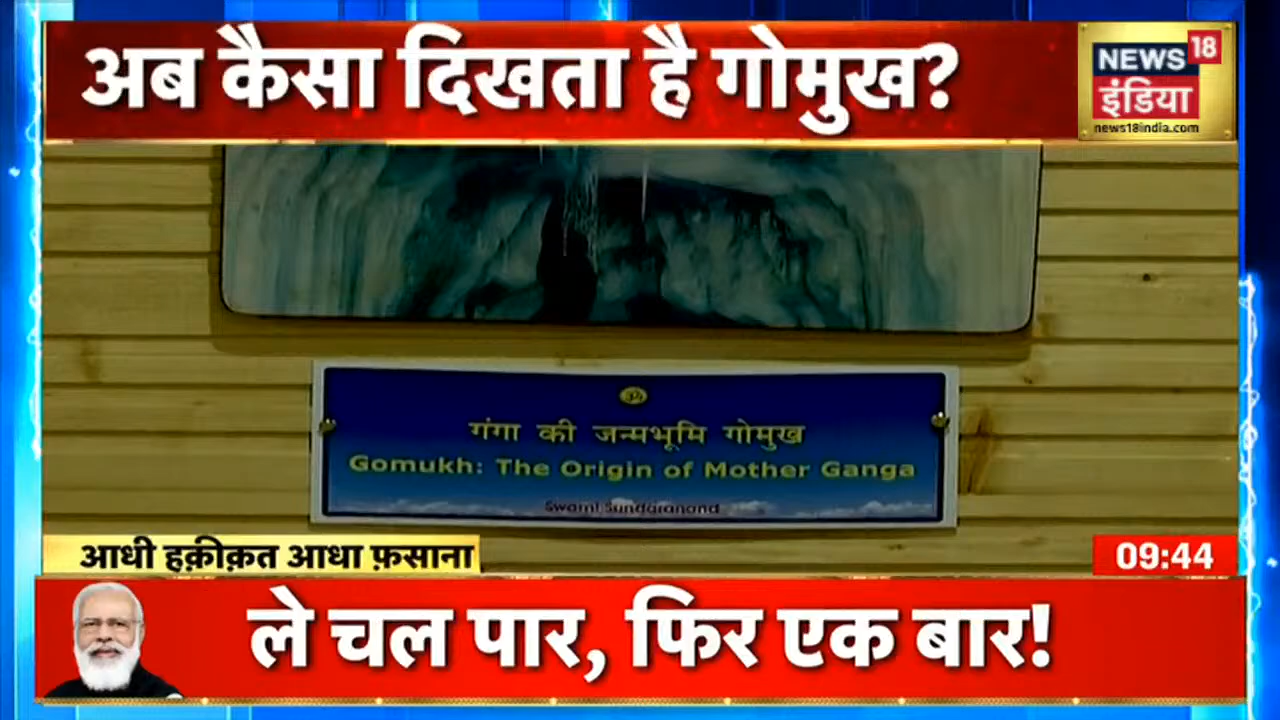 अब कैसा दिखता है गोमुख?
NEWS 18
इंडिया
news18india.com
गंगा की जन्मभूमि गोमुख
Gomukh: The Origin of Mother Ganga
Swami Sundaranand
आधी हक़ीक़त आधा फ़साना
09:44
ले चल पार, फिर एक बार!